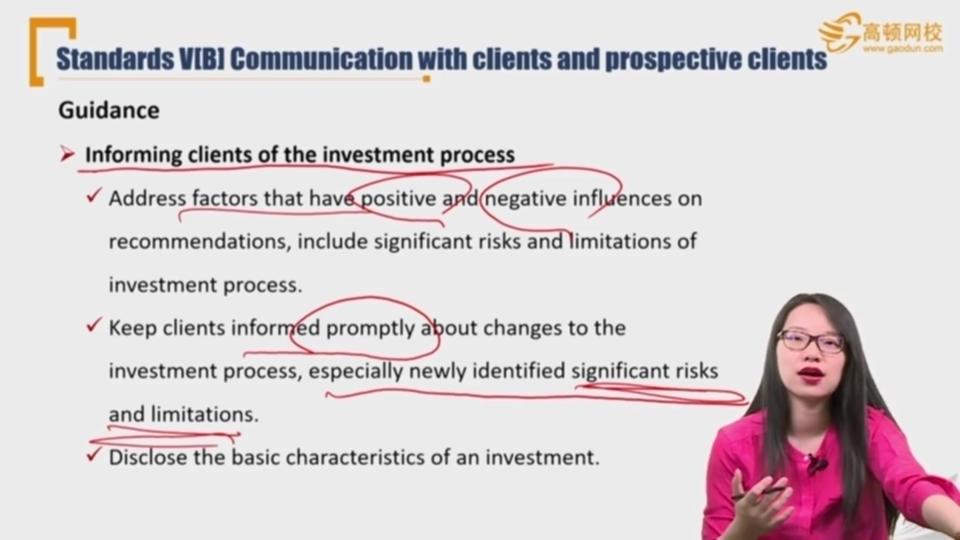 高顿网校
www.gaodun.com
Standards V[B] Communication with clients and prospective clients
Guidance
Informing clients of the investment process
Address factors that have positive and negative influences on
recommendations, include significant risks and limitations of
investment process.
Keep clients informed promptly about changes to the
investment process, especially newly identified significant risks
and limitations.
Disclose the basic characteristics of an investment.